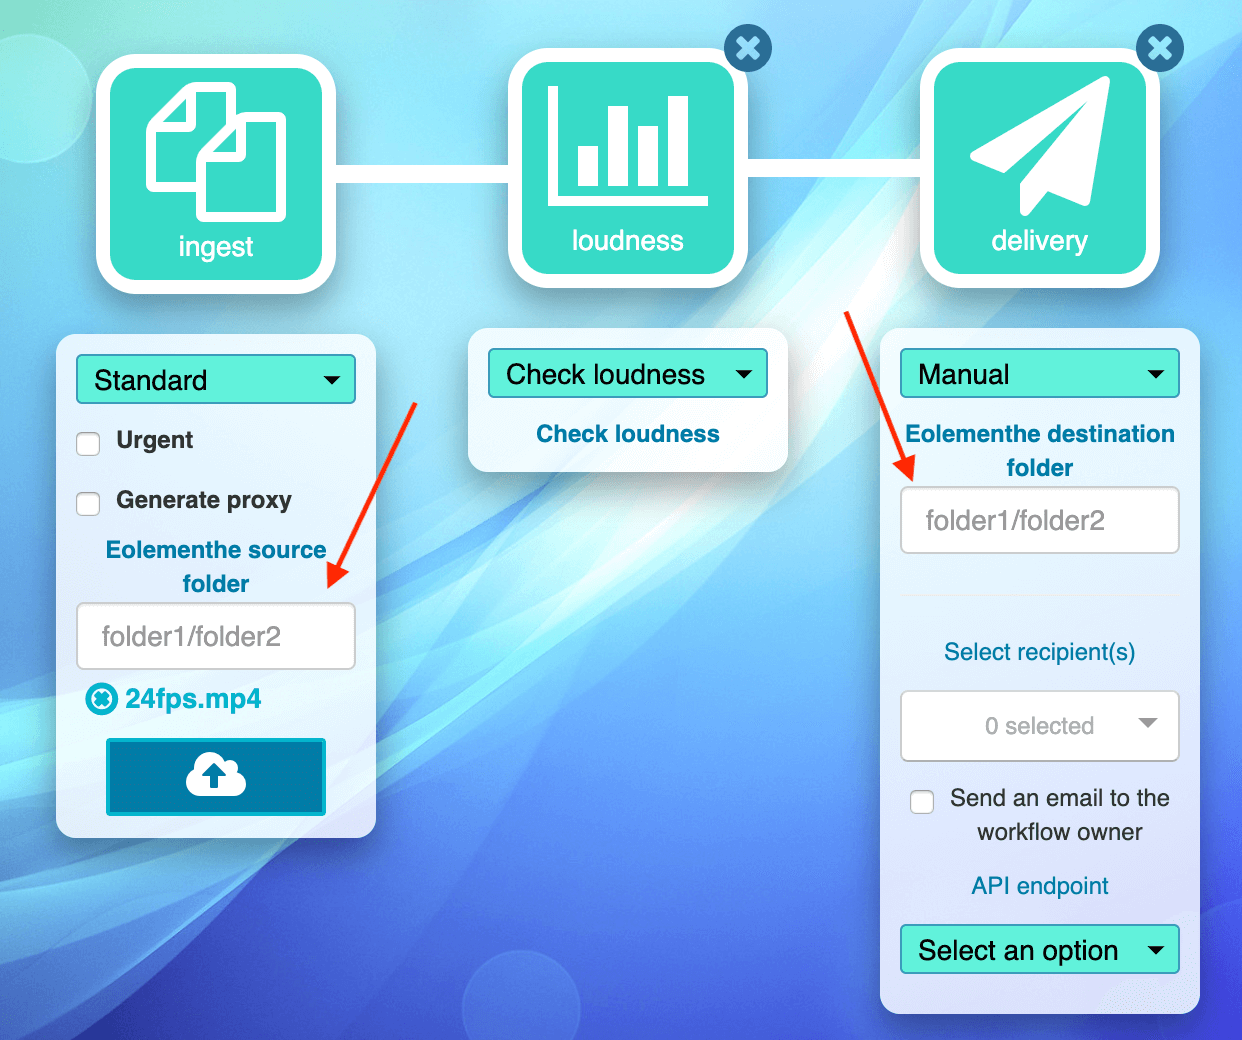 ingest
loudness
delivery
Standard
Urgent
Generate proxy
Eolementhe source
folder
folder1/folder2
24fps.mp4
Check loudness
Check loudness
Manual
Eolementhe destination
folder
folder1/folder2
Select recipient(s)
0 selected
Send an email to the
workflow owner
API endpoint
Select an option